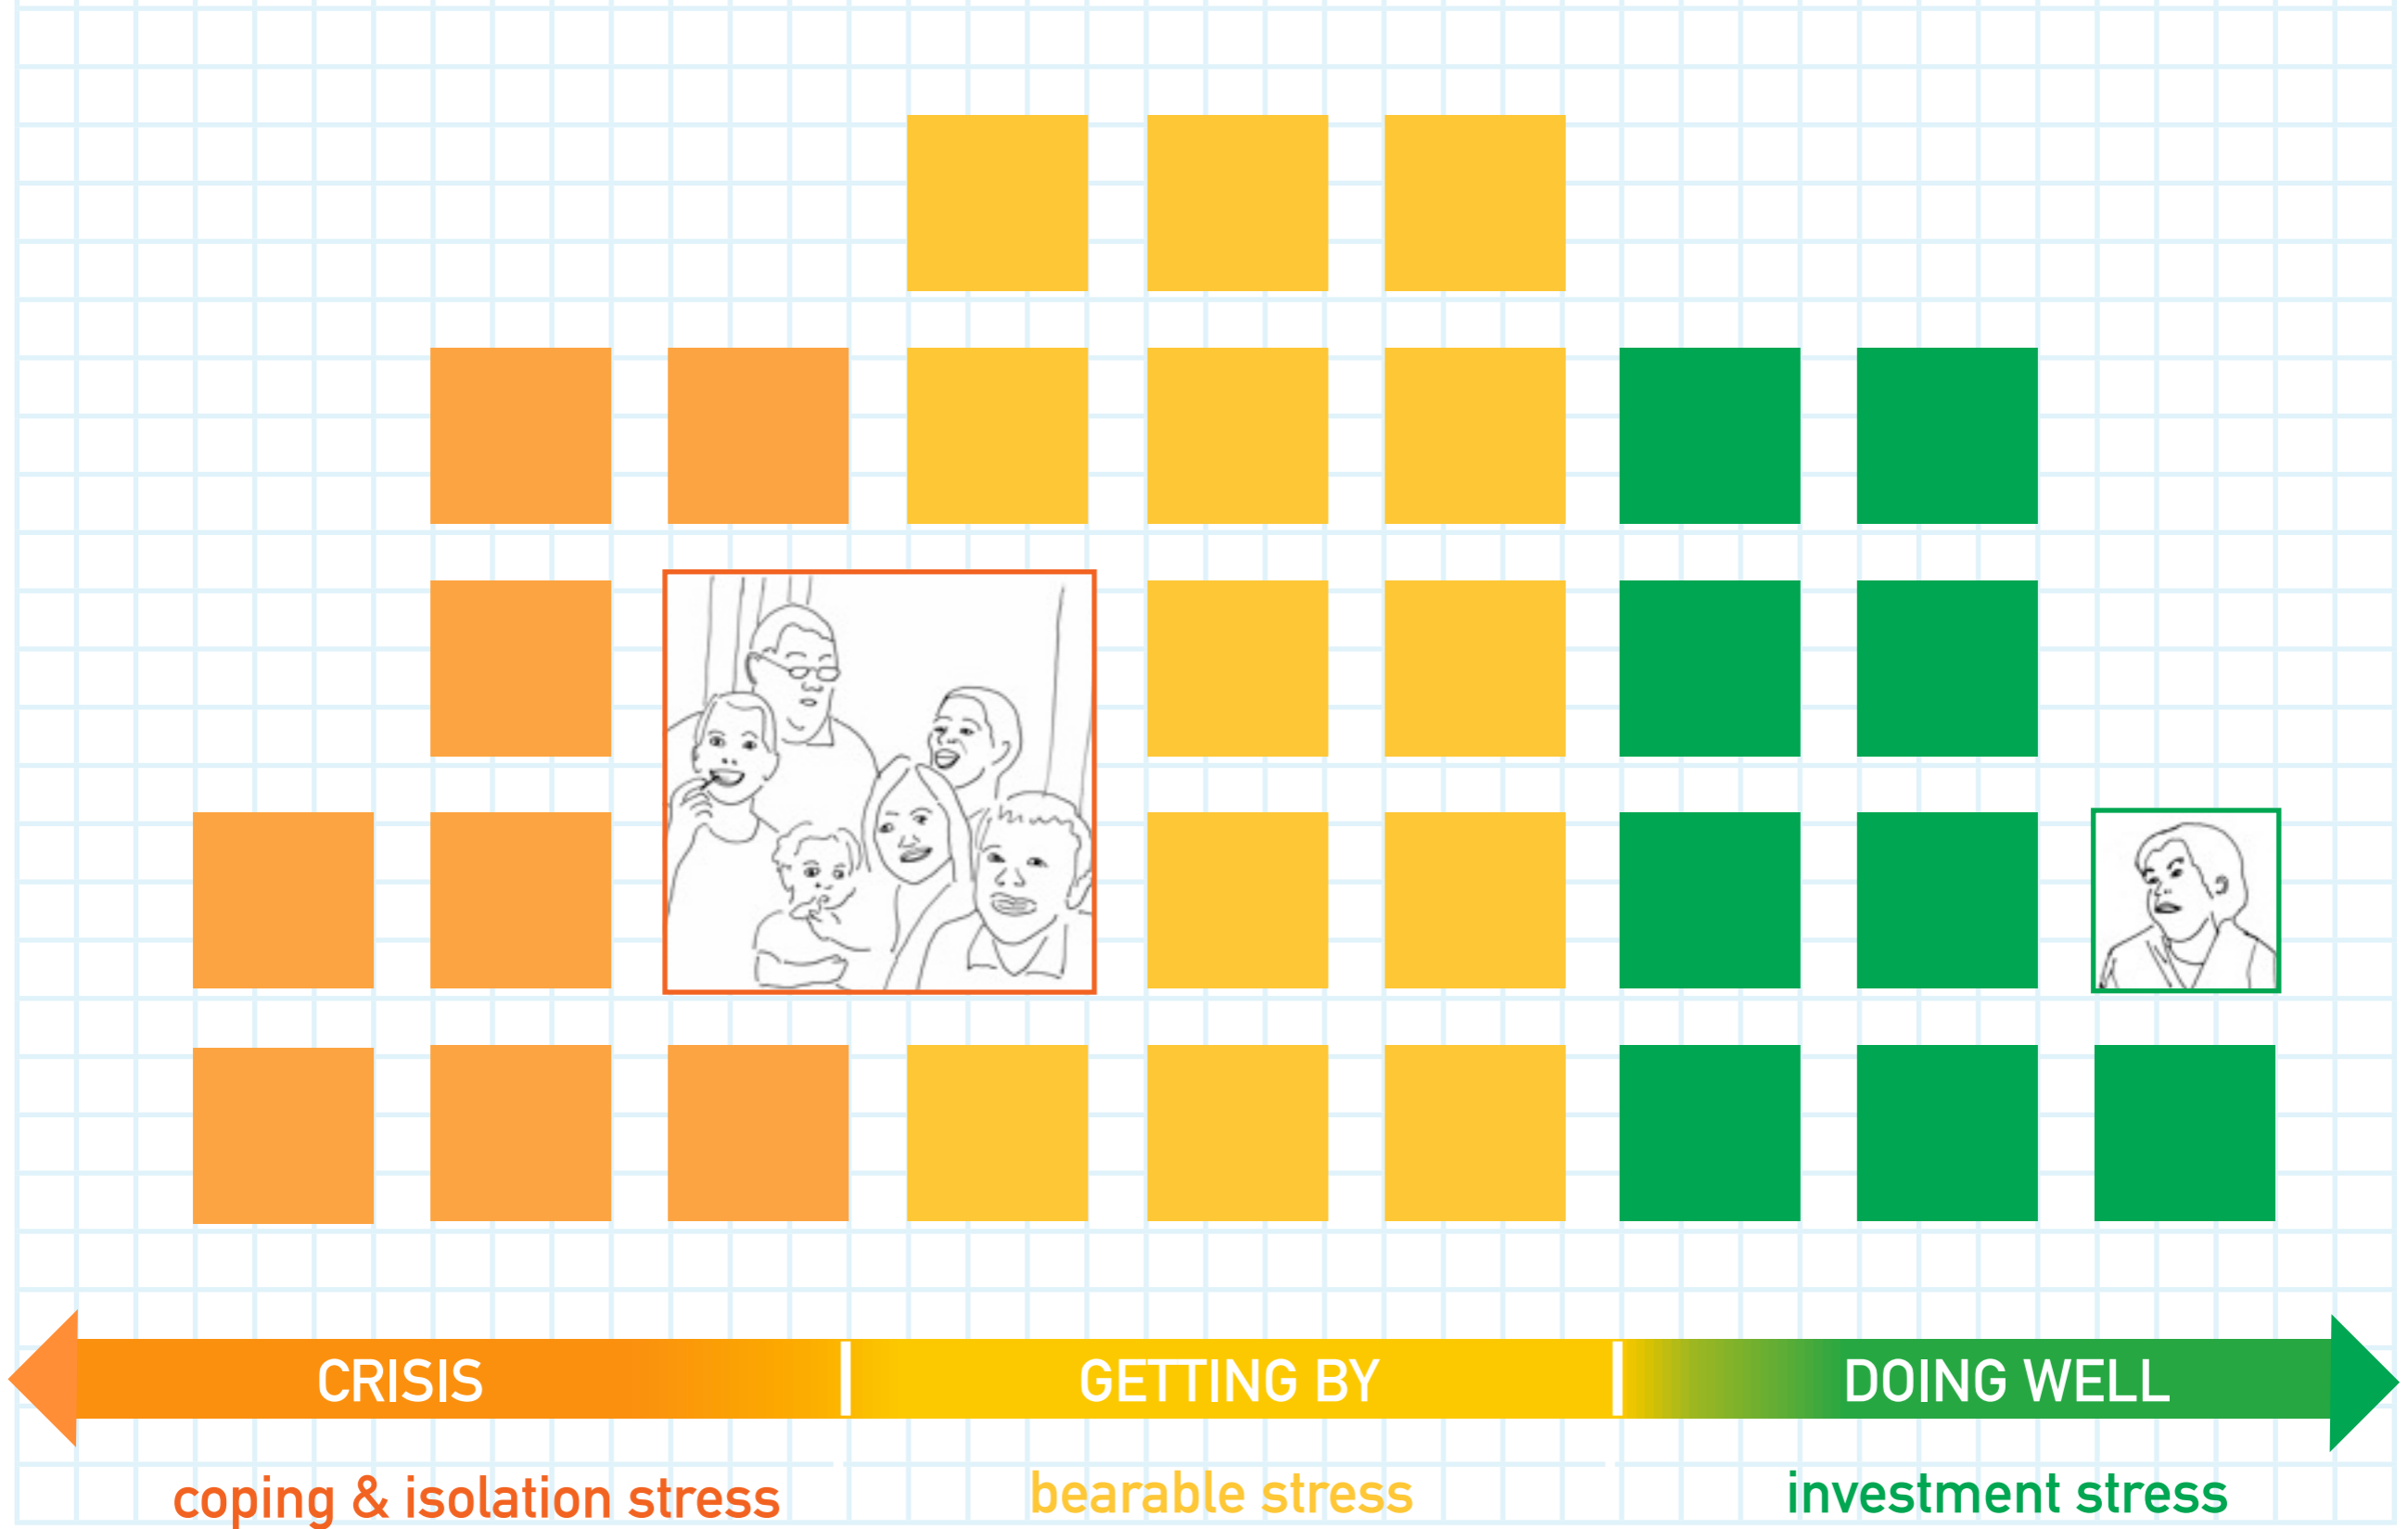 CRISIS
GETTING BY
DOING WELL
coping & isolation stress
bearable stress
investment stress